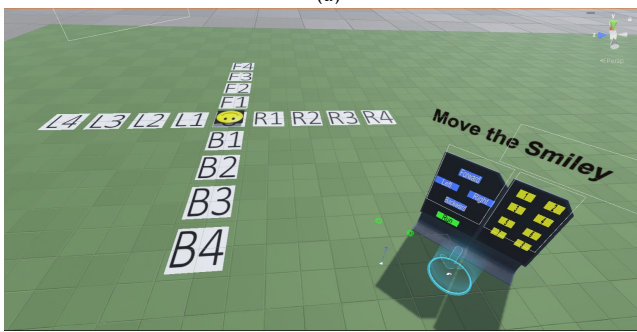 (a)
Persp
F4
F3
F2
F1
L4 L3 L2 L1 R1 R2 R3 R4
B1
B2
B3
B4
Move the Smiley
Forward
Left Right
Backward
Run